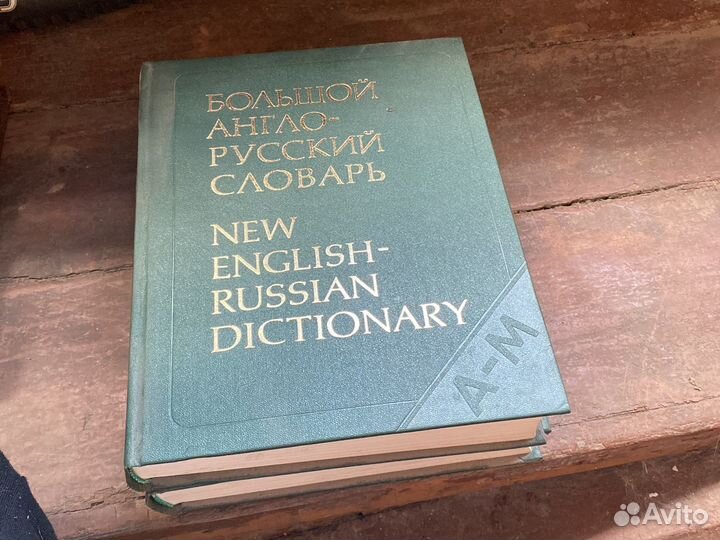 БОЛЬШОЙ
АНГЛО-
РУССКИЙ
СЛОВАРЬ
NEW
ENGLISH-
RUSSIAN
DICTIONARY
A-M
Avito